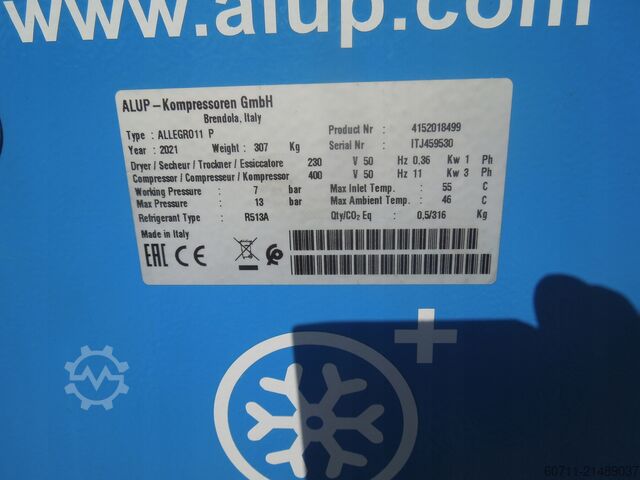 www.alup.com
ALUP-Kompressoren GmbH
Brendola, Italy
Type : ALLEGRO11 P Product Nr : 4152018499
Year : 2021 Weight : 307 Kg Serial Nr : ITJ459530
Dryer / Secheur / Trockner / Essiccatore 230 V 50 Hz 0,36 Kw 1 Ph
Compressor / Compresseur / Kompressor 400 V 50 Hz 11 Kw 3 Ph
Working Pressure : 7 bar Max Inlet Temp. : 55 C
Max Pressure : 13 bar Max Ambient Temp. : 46 C
Refrigerant Type : R513A Qty/CO₂ Eq : 0,5/316 Kg
Made in Italy
EAC CE
60711-21489037